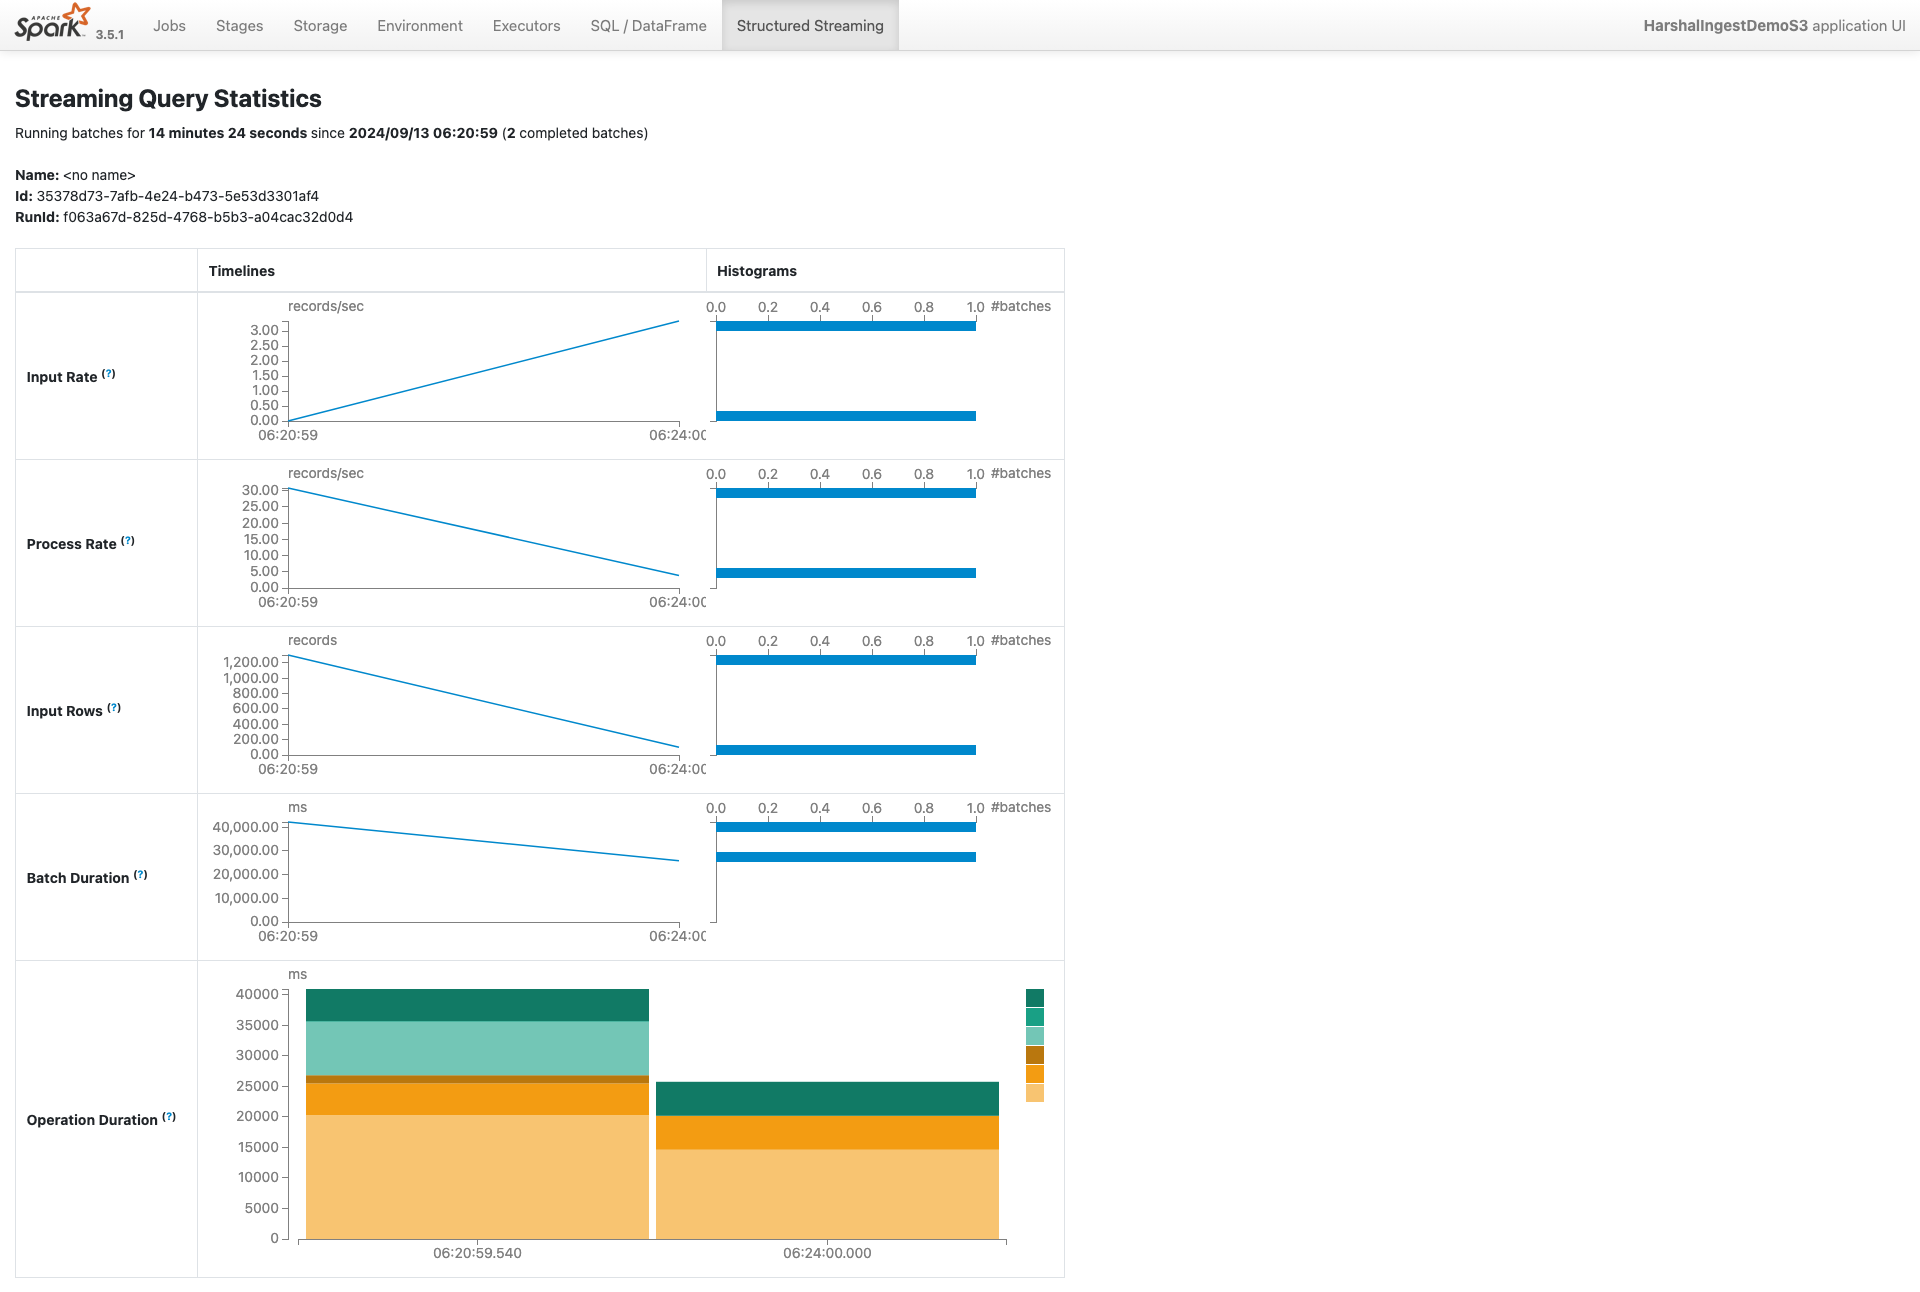 APACHE
Spark 3.5.1 Jobs Stages Storage Environment Executors SQL / DataFrame Structured Streaming HarshalIngestDemoS3 application UI
Streaming Query Statistics
Running batches for 14 minutes 24 seconds since 2024/09/13 06:20:59 (2 completed batches)
Name: <no name>
Id: 35378d73-7afb-4e24-b473-5e53d3301af4
RunId: f063a67d-825d-4768-b5b3-a04cac32d0d4
Timelines Histograms
Input Rate (?)
records/sec
3.00
2.50
2.00
1.50
1.00
0.50
0.00
06:20:59 06:24:00
0.0 0.2 0.4 0.6 0.8 1.0 #batches
Process Rate (?)
records/sec
30.00
25.00
20.00
15.00
10.00
5.00
0.00
06:20:59 06:24:00
0.0 0.2 0.4 0.6 0.8 1.0 #batches
Input Rows (?)
records
1,200.00
1,000.00
800.00
600.00
400.00
200.00
0.00
06:20:59 06:24:00
0.0 0.2 0.4 0.6 0.8 1.0 #batches
Batch Duration (?)
ms
40,000.00
30,000.00
20,000.00
10,000.00
0.00
06:20:59 06:24:00
0.0 0.2 0.4 0.6 0.8 1.0 #batches
Operation Duration (?)
ms
40000
35000
30000
25000
20000
15000
10000
5000
0
06:20:59.540 06:24:00.000